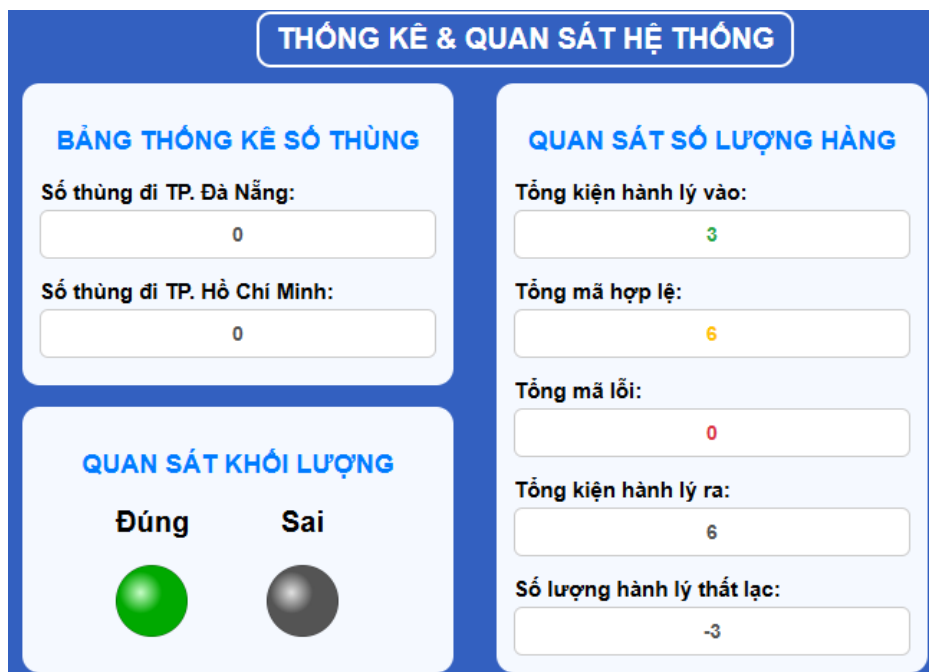 THỐNG KÊ & QUAN SÁT HỆ THỐNG
BẢNG THỐNG KÊ SỐ THÙNG
Số thùng đi TP. Đà Nẵng:
0
Số thùng đi TP. Hồ Chí Minh:
0
QUAN SÁT KHỐI LƯỢNG
Đúng Sai
QUAN SÁT SỐ LƯỢNG HÀNG
Tổng kiện hành lý vào:
3
Tổng mã hợp lệ:
6
Tổng mã lỗi:
0
Tổng kiện hành lý ra:
6
Số lượng hành lý thất lạc:
-3